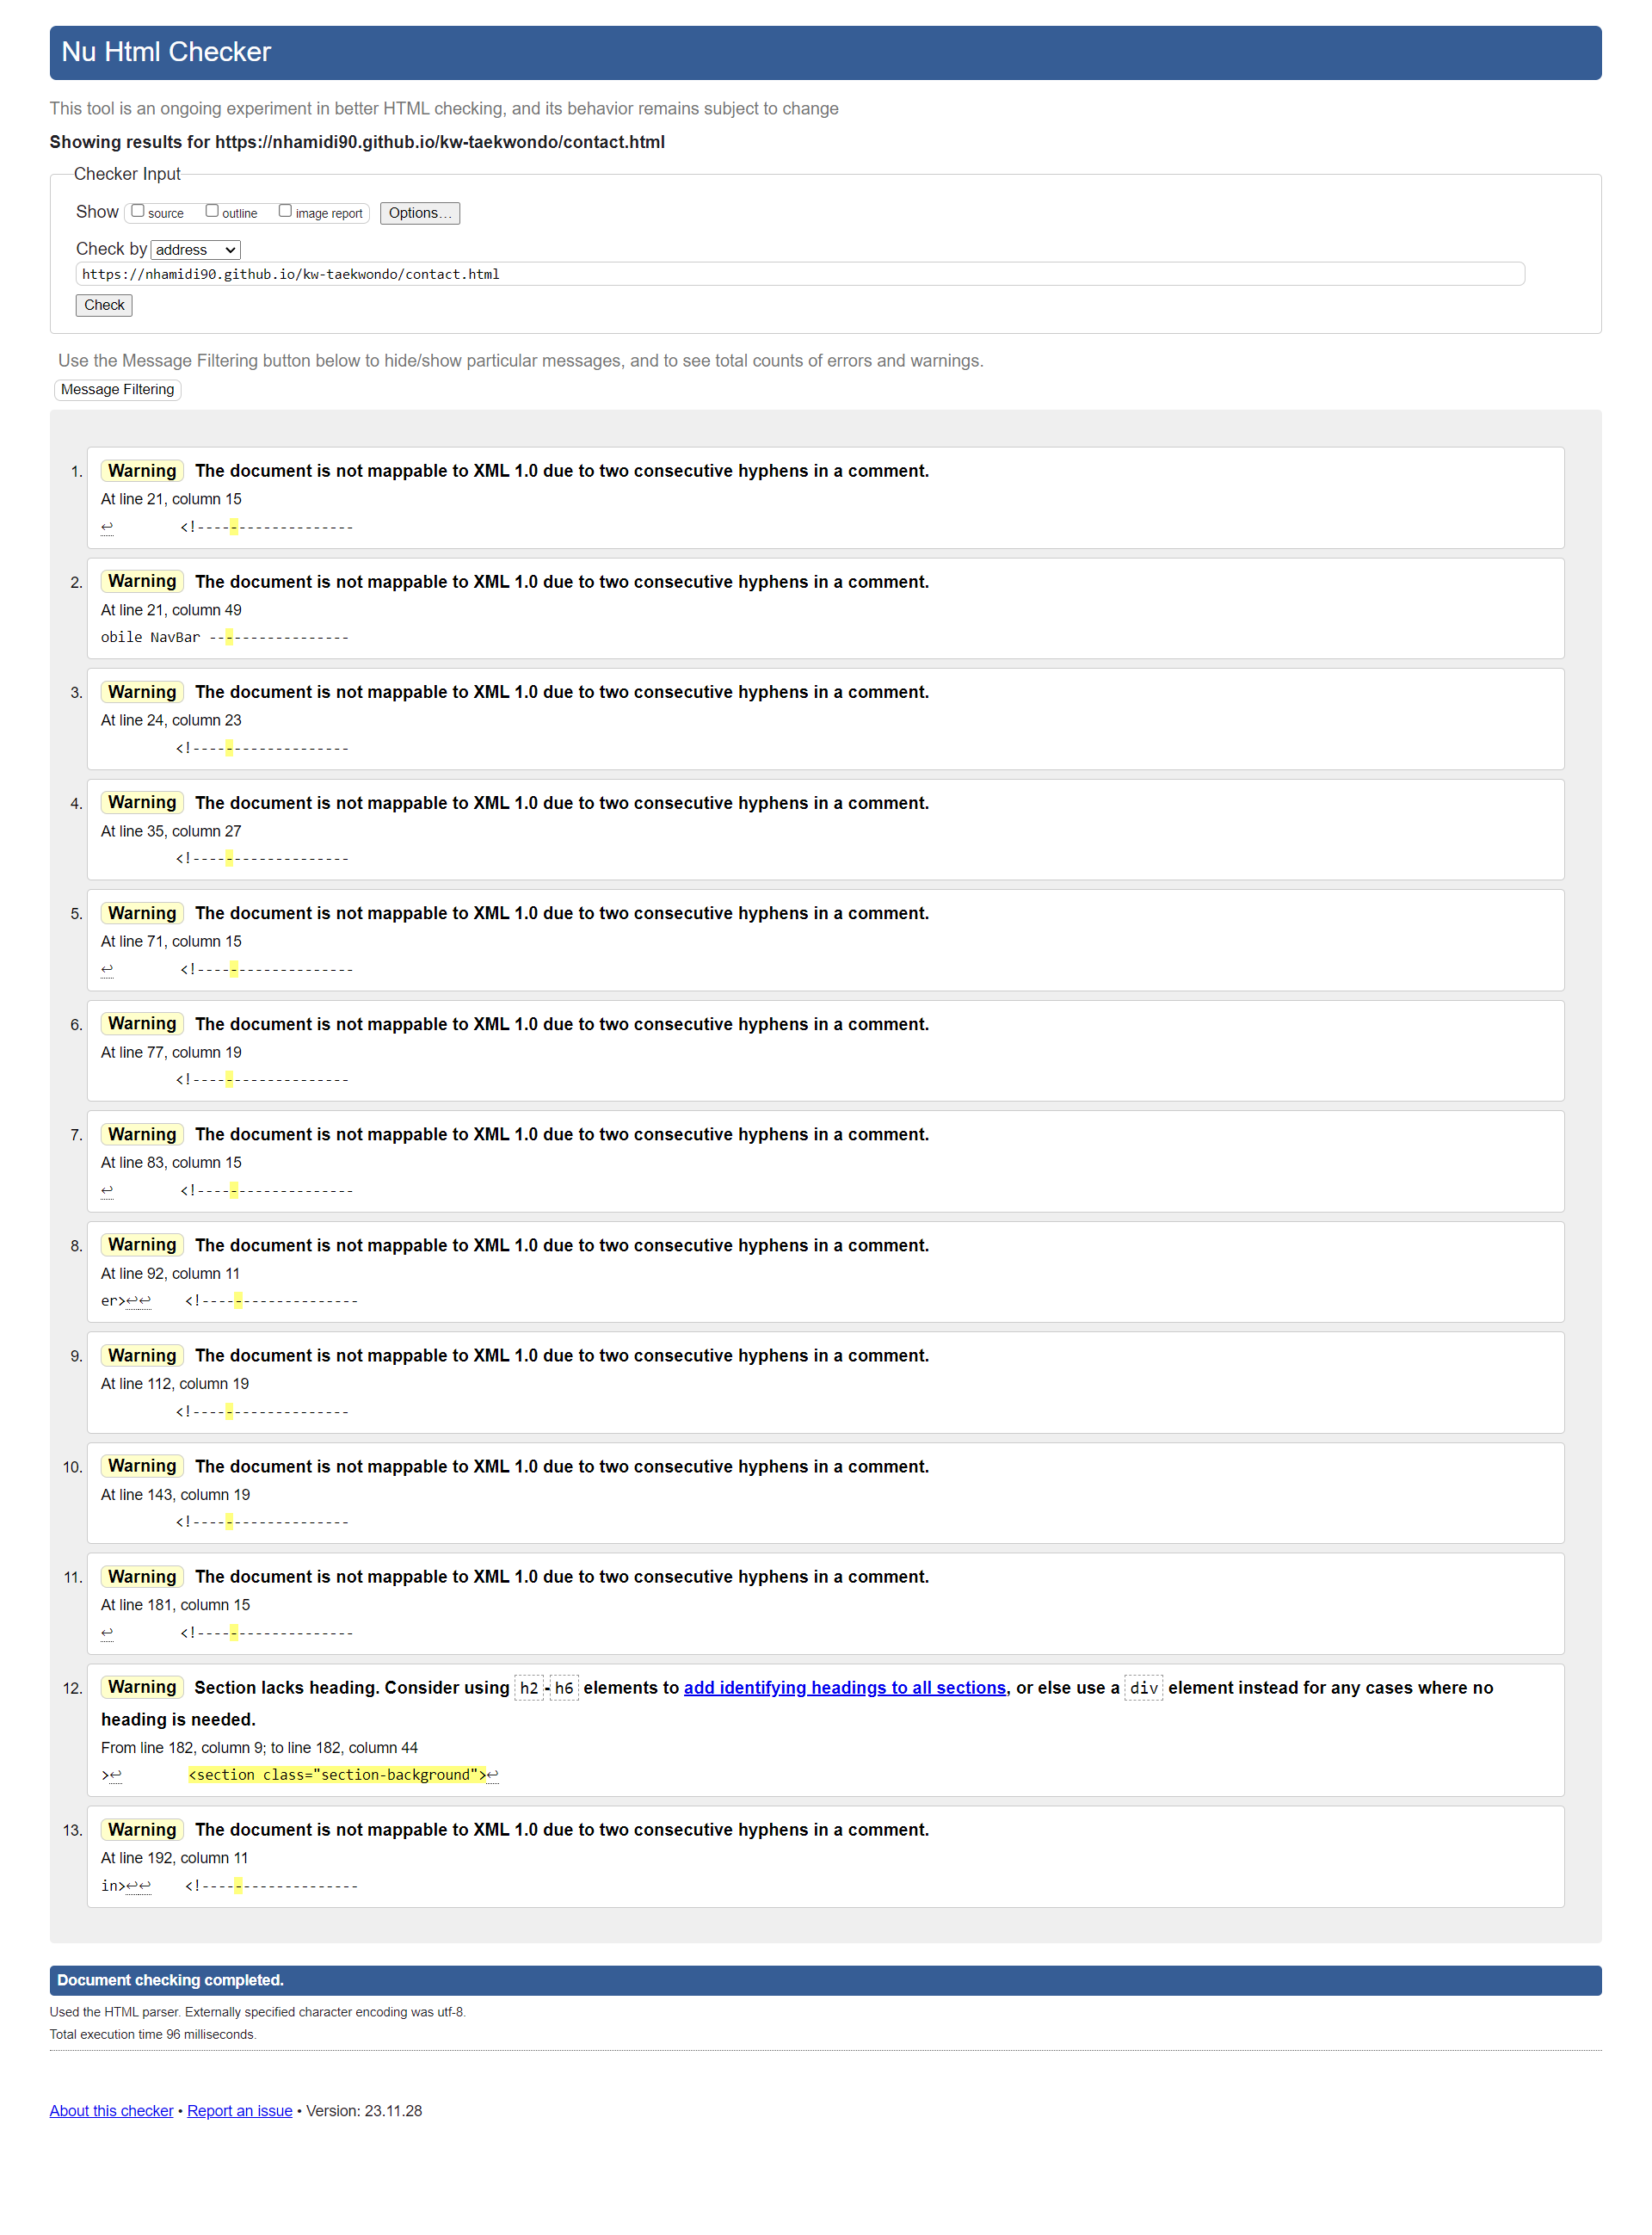 Nu Html Checker
This tool is an ongoing experiment in better HTML checking, and its behavior remains subject to change
Showing results for https://nhamidi90.github.io/kw-taekwondo/contact.html
Checker Input
Show source outline image report Options...
Check by address
https://nhamidi90.github.io/kw-taekwondo/contact.html
Check
Use the Message Filtering button below to hide/show particular messages, and to see total counts of errors and warnings.
Message Filtering
1. Warning The document is not mappable to XML 1.0 due to two consecutive hyphens in a comment.
At line 21, column 15
↩ <!-------------------
2. Warning The document is not mappable to XML 1.0 due to two consecutive hyphens in a comment.
At line 21, column 49
obile NavBar -----------------
3. Warning The document is not mappable to XML 1.0 due to two consecutive hyphens in a comment.
At line 24, column 23
<!-------------------
4. Warning The document is not mappable to XML 1.0 due to two consecutive hyphens in a comment.
At line 35, column 27
<!-------------------
5. Warning The document is not mappable to XML 1.0 due to two consecutive hyphens in a comment.
At line 71, column 15
↩ <!-------------------
6. Warning The document is not mappable to XML 1.0 due to two consecutive hyphens in a comment.
At line 77, column 19
<!-------------------
7. Warning The document is not mappable to XML 1.0 due to two consecutive hyphens in a comment.
At line 83, column 15
↩ <!-------------------
8. Warning The document is not mappable to XML 1.0 due to two consecutive hyphens in a comment.
At line 92, column 11
er>↩↩ <!-------------------
9. Warning The document is not mappable to XML 1.0 due to two consecutive hyphens in a comment.
At line 112, column 19
<!-------------------
10. Warning The document is not mappable to XML 1.0 due to two consecutive hyphens in a comment.
At line 143, column 19
<!-------------------
11. Warning The document is not mappable to XML 1.0 due to two consecutive hyphens in a comment.
At line 181, column 15
↩ <!-------------------
12. Warning Section lacks heading. Consider using h2-h6 elements to add identifying headings to all sections, or else use a div element instead for any cases where no
heading is needed.
From line 182, column 9; to line 182, column 44
>↩ <section class="section-background">↩
13. Warning The document is not mappable to XML 1.0 due to two consecutive hyphens in a comment.
At line 192, column 11
in>↩↩ <!-------------------
Document checking completed.
Used the HTML parser. Externally specified character encoding was utf-8.
Total execution time 96 milliseconds.
About this checker • Report an issue • Version: 23.11.28